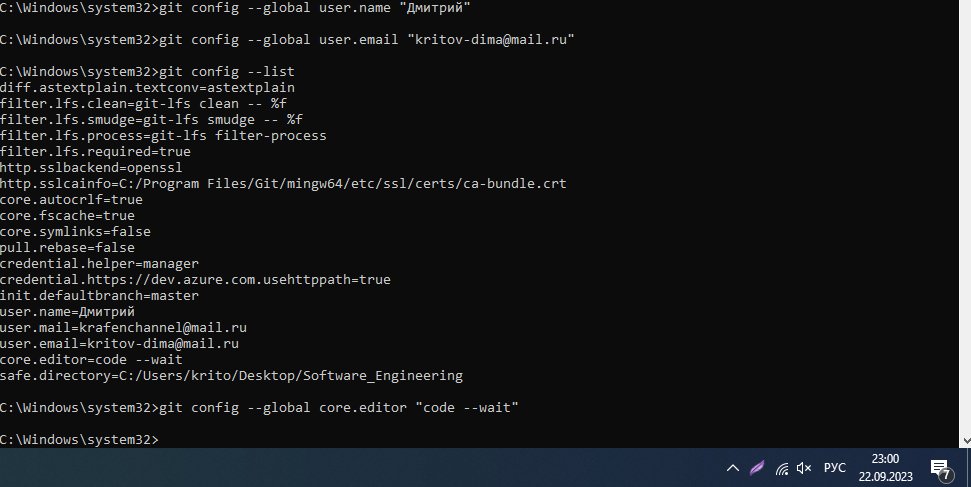 C:\Windows\system32>git config --global user.name "Дмитрий"
C:\Windows\system32>git config --global user.email "kritov-dima@mail.ru"
C:\Windows\system32>git config --list
diff.astextplain.textconv=astextplain
filter.lfs.clean=git-lfs clean -- %f
filter.lfs.smudge=git-lfs smudge -- %f
filter.lfs.process=git-lfs filter-process
filter.lfs.required=true
http.sslbackend=openssl
http.sslcainfo=C:/Program Files/Git/mingw64/etc/ssl/certs/ca-bundle.crt
core.autocrlf=true
core.fscache=true
core.symlinks=false
pull.rebase=false
credential.helper=manager
credential.https://dev.azure.com.usehttppath=true
init.defaultbranch=master
user.name=Дмитрий
user.mail=krafenchannel@mail.ru
user.email=kritov-dima@mail.ru
core.editor=code --wait
safe.directory=C:/Users/krito/Desktop/Software_Engineering
C:\Windows\system32>git config --global core.editor "code --wait"
C:\Windows\system32>
РУС
23:00
22.09.2023
7